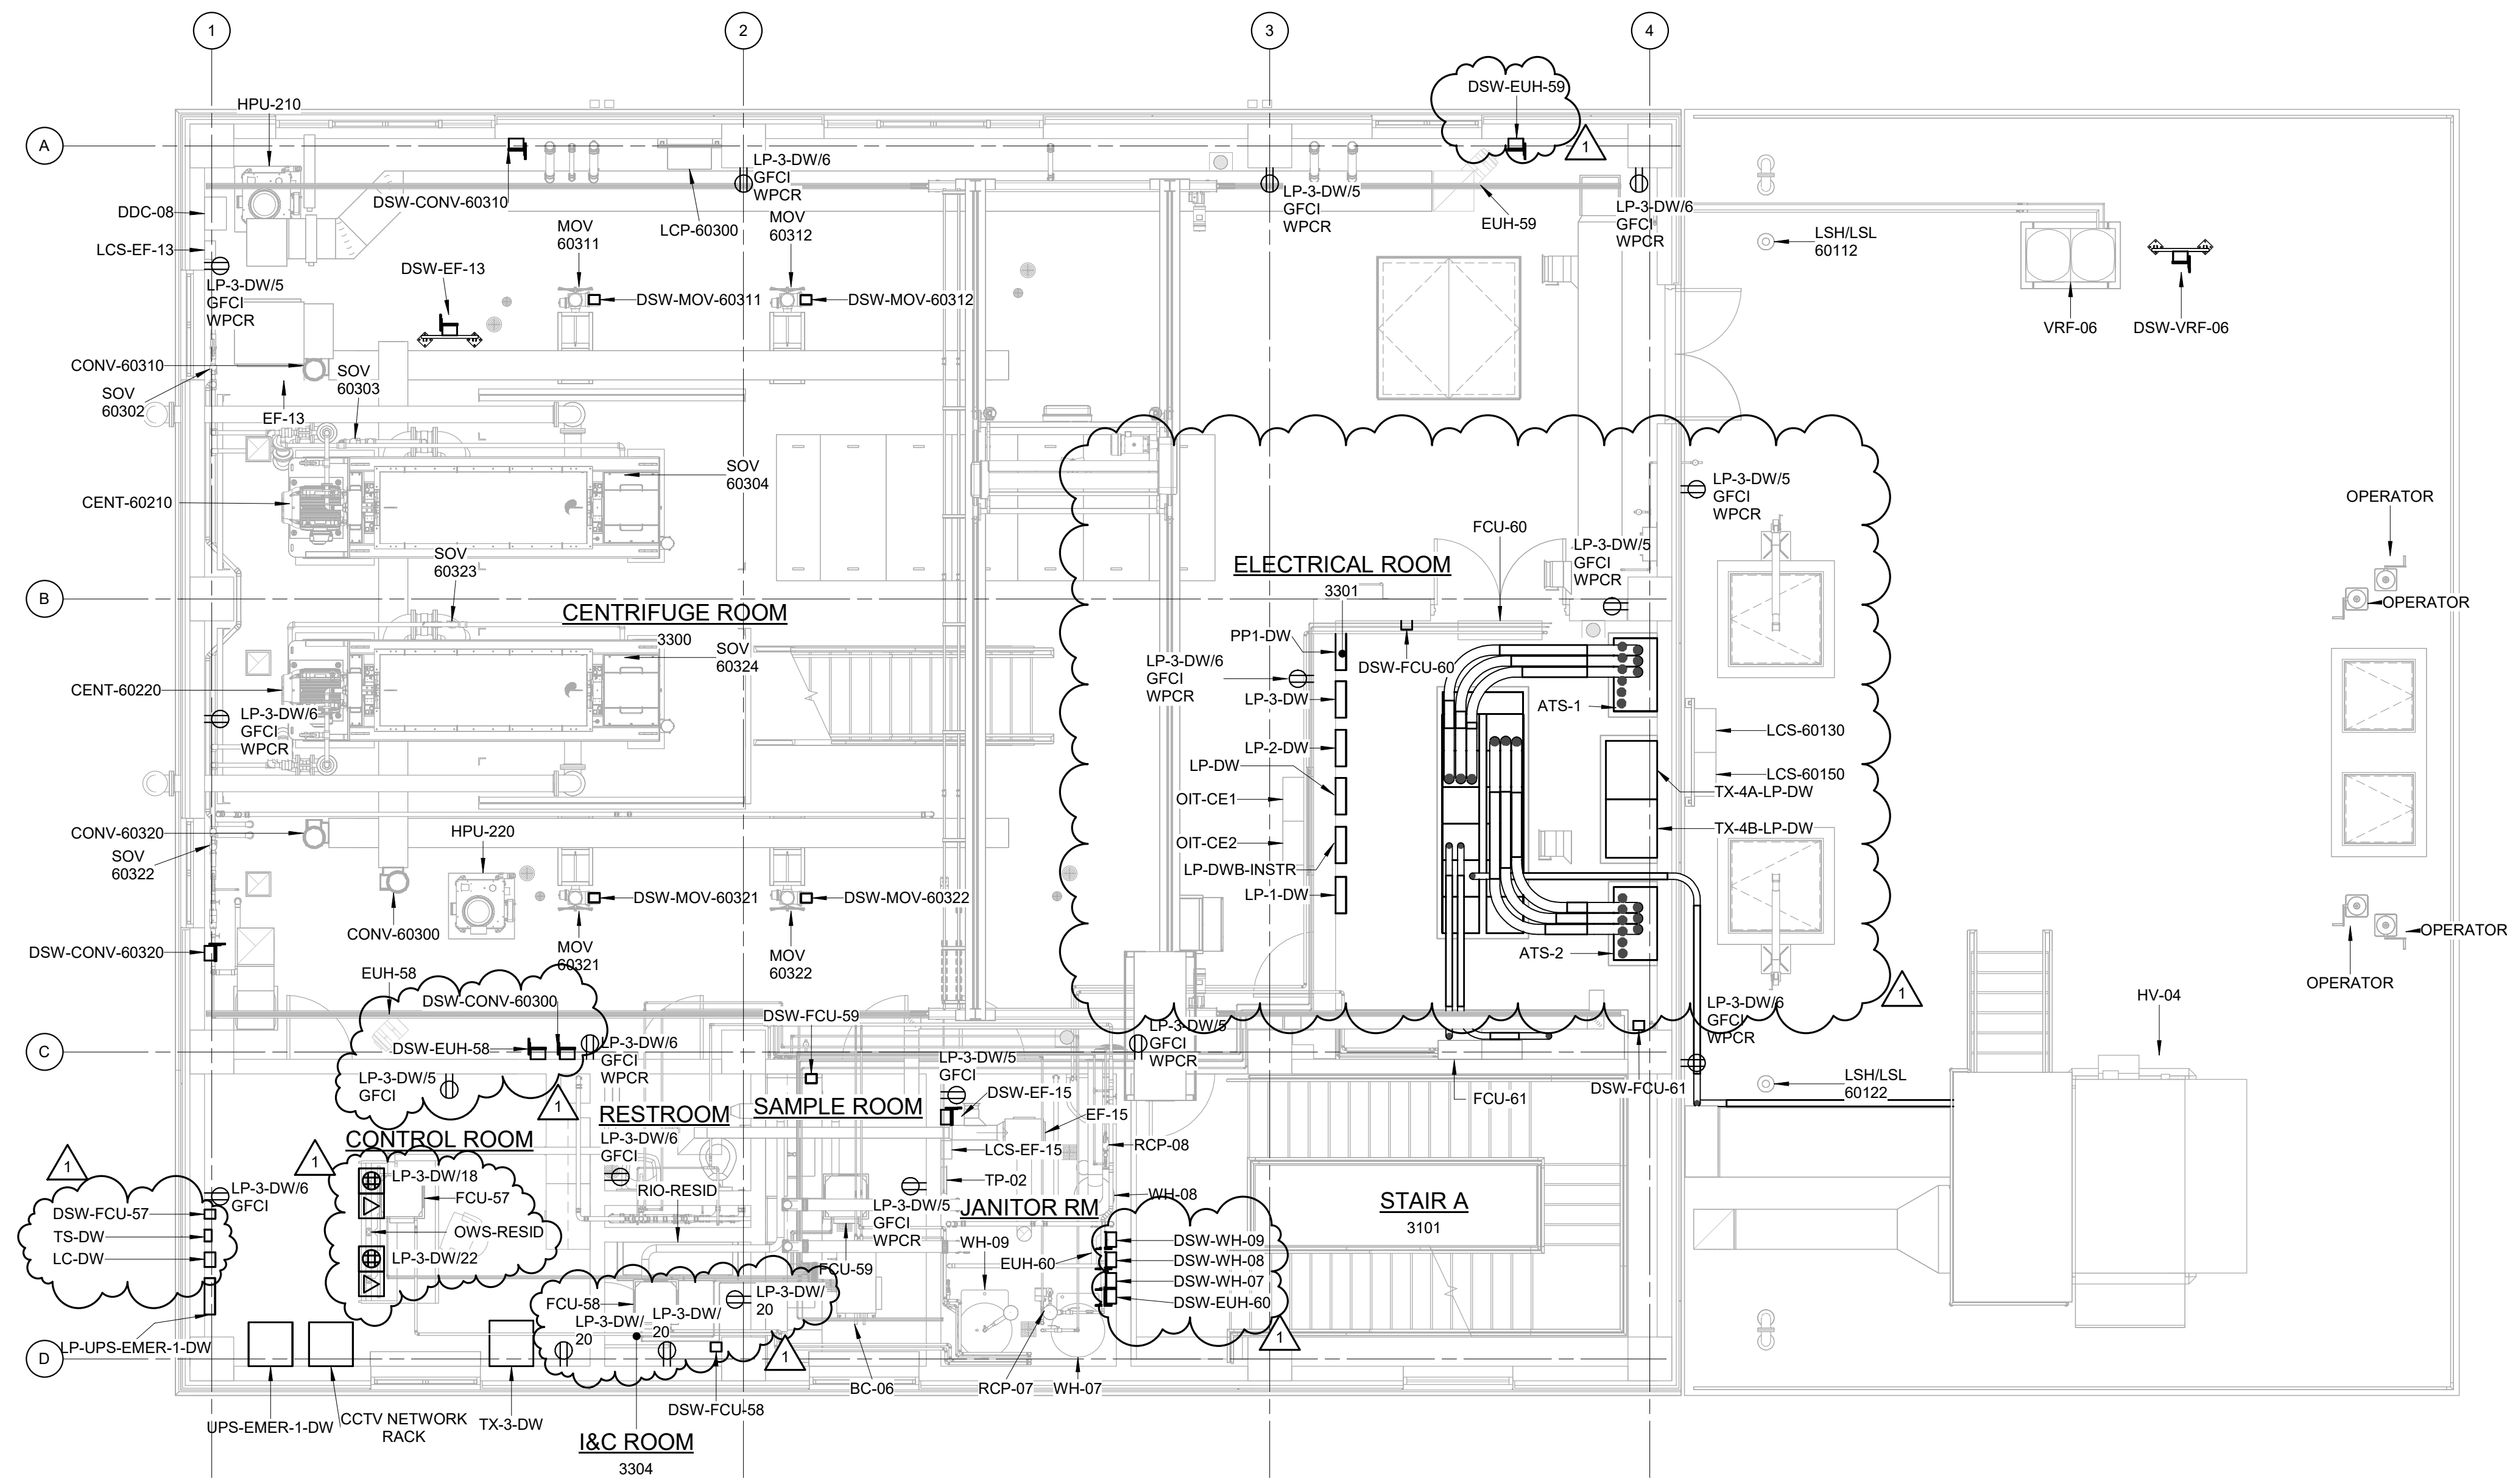 1
2
3
4
A
B
C
D
HPU-210
DSW-EUH-59
1
LP-3-DW/6
GFCI
WPCR
DSW-CONV-60310
LCP-60300
LP-3-DW/5
GFCI
WPCR
EUH-59
LP-3-DW/6
GFCI
WPCR
DDC-08
LCS-EF-13
MOV
60311
MOV
60312
LSH/LSL
60112
DSW-EF-13
LP-3-DW/5
GFCI
WPCR
DSW-MOV-60311
DSW-MOV-60312
VRF-06
DSW-VRF-06
CONV-60310
SOV
60302
SOV
60303
EF-13
SOV
60304
CENT-60210
SOV
60323
CENTRIFUGE ROOM
3300
SOV
60324
CENT-60220
LP-3-DW/6
GFCI
WPCR
LP-3-DW/5
GFCI
WPCR
OPERATOR
OPERATOR
FCU-60
LP-3-DW/5
GFCI
WPCR
ELECTRICAL ROOM
3301
PP1-DW
LP-3-DW/6
GFCI
WPCR
DSW-FCU-60
LP-3-DW
ATS-1
LP-2-DW
LCS-60130
LP-DW
LCS-60150
TX-4A-LP-DW
OIT-CE1
TX-4B-LP-DW
OIT-CE2
LP-DWB-INSTR
LP-1-DW
ATS-2
OPERATOR
OPERATOR
CONV-60320
SOV
60322
HPU-220
CONV-60300
DSW-MOV-60321
DSW-MOV-60322
MOV
60321
MOV
60322
DSW-CONV-60320
EUH-58
DSW-CONV-60300
DSW-EUH-58
LP-3-DW/6
GFCI
WPCR
LP-3-DW/5
GFCI
1
DSW-FCU-59
LP-3-DW/5
GFCI
WPCR
LP-3-DW/5
GFCI
DSW-EF-15
EF-15
LCS-EF-15
RCP-08
TP-02
WH-08
1
LP-3-DW/6
GFCI
WPCR
HV-04
DSW-FCU-61
FCU-61
LSH/LSL
60122
RESTROOM
SAMPLE ROOM
CONTROL ROOM
LP-3-DW/6
GFCI
RIO-RESID
LP-3-DW/5
GFCI
WPCR
JANITOR RM
STAIR A
3101
1
1
LP-3-DW/6
GFCI
DSW-FCU-57
TS-DW
LC-DW
LP-3-DW/18
FCU-57
OWS-RESID
LP-3-DW/22
WH-09
EUH-60
DSW-WH-09
DSW-WH-08
DSW-WH-07
DSW-EUH-60
1
FCU-59
FCU-58
LP-3-DW/
20
LP-3-DW/
20
LP-3-DW/
20
1
LP-UPS-EMER-1-DW
UPS-EMER-1-DW
CCTV NETWORK
RACK
TX-3-DW
DSW-FCU-58
BC-06
RCP-07
WH-07
I&C ROOM
3304